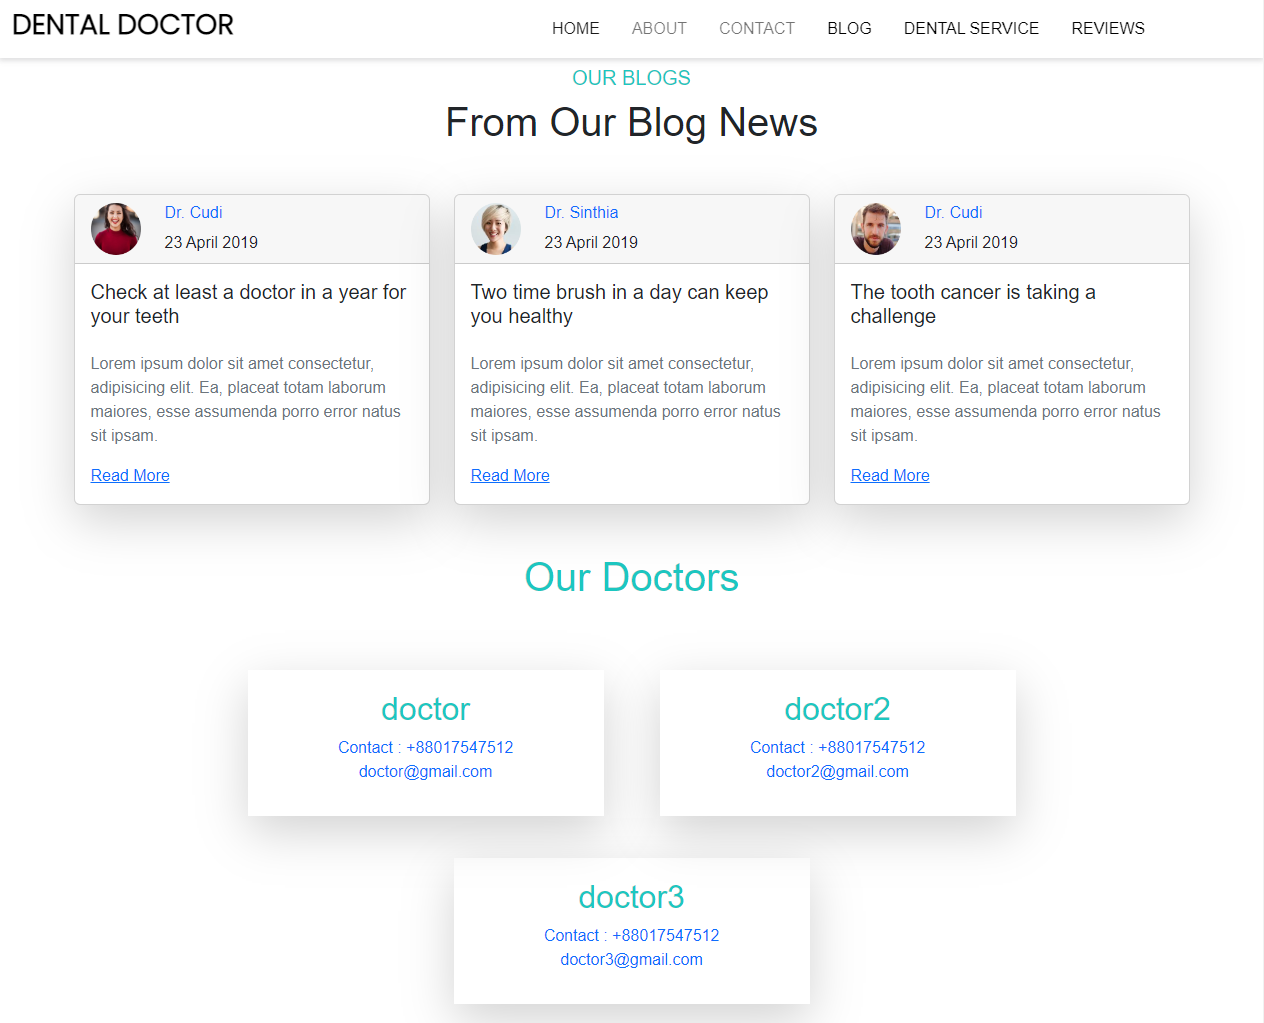 DENTAL DOCTOR
HOME ABOUT CONTACT BLOG DENTAL SERVICE REVIEWS
OUR BLOGS
From Our Blog News
Dr. Cudi
23 April 2019
Check at least a doctor in a year for
your teeth
Lorem ipsum dolor sit amet consectetur,
adipisicing elit. Ea, placeat totam laborum
maiores, esse assumenda porro error natus
sit ipsam.
Read More
Dr. Sinthia
23 April 2019
Two time brush in a day can keep
you healthy
Lorem ipsum dolor sit amet consectetur,
adipisicing elit. Ea, placeat totam laborum
maiores, esse assumenda porro error natus
sit ipsam.
Read More
Dr. Cudi
23 April 2019
The tooth cancer is taking a
challenge
Lorem ipsum dolor sit amet consectetur,
adipisicing elit. Ea, placeat totam laborum
maiores, esse assumenda porro error natus
sit ipsam.
Read More
Our Doctors
doctor
Contact : +88017547512
doctor@gmail.com
doctor2
Contact : +88017547512
doctor2@gmail.com
doctor3
Contact : +88017547512
doctor3@gmail.com